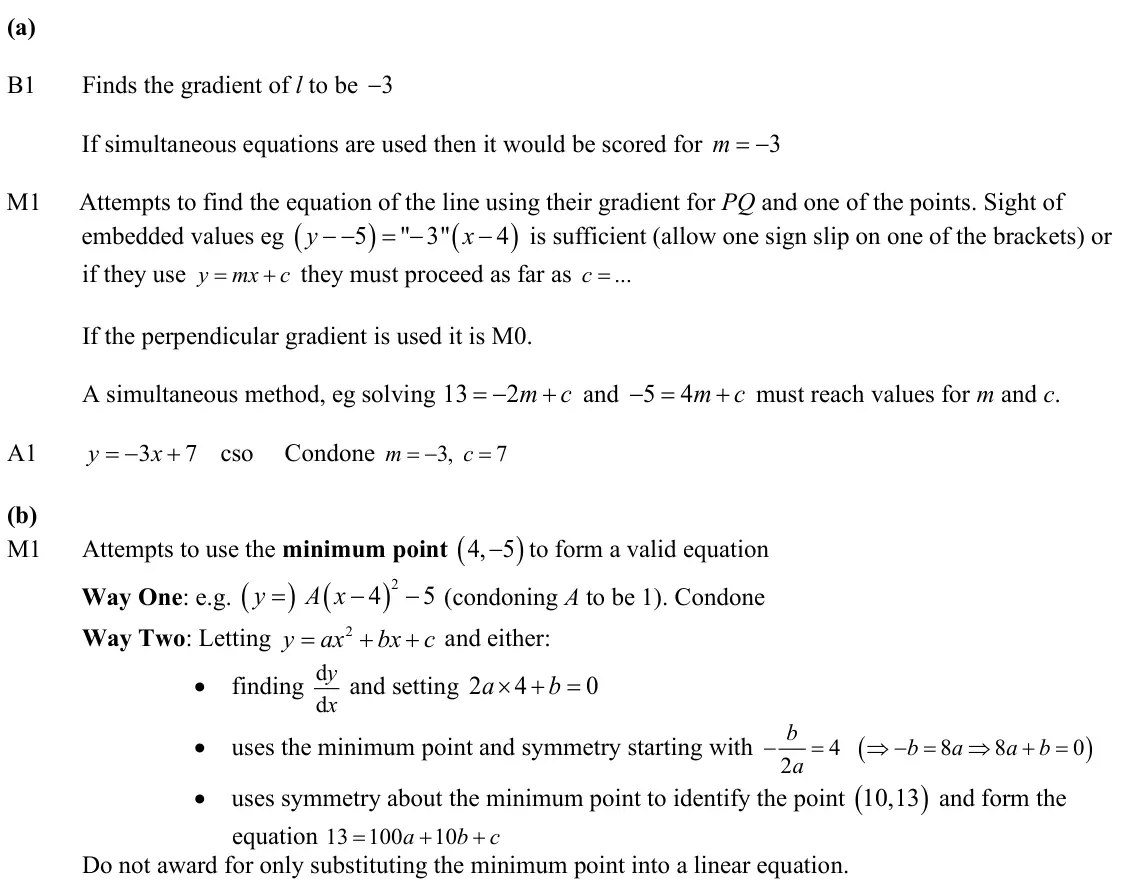 (a)
B1 Finds the gradient of l to be −3
If simultaneous equations are used then it would be scored for m = −3
M1 Attempts to find the equation of the line using their gradient for PQ and one of the points. Sight of
embedded values eg (y − −5) = "−3"(x − 4) is sufficient (allow one sign slip on one of the brackets) or
if they use y = mx + c they must proceed as far as c = ...
If the perpendicular gradient is used it is M0.
A simultaneous method, eg solving 13 = −2m + c and −5 = 4m + c must reach values for m and c.
A1 y = −3x + 7 cso Condone m = −3, c = 7
(b)
M1 Attempts to use the minimum point (4, −5) to form a valid equation
Way One: e.g. (y =) A(x − 4)² − 5 (condoning A to be 1). Condone
Way Two: Letting y = ax² + bx + c and either:
• finding dy/dx and setting 2a × 4 + b = 0
• uses the minimum point and symmetry starting with −b/2a = 4 (⇒ −b = 8a ⇒ 8a + b = 0)
• uses symmetry about the minimum point to identify the point (10,13) and form the
equation 13 = 100a + 10b + c
Do not award for only substituting the minimum point into a linear equation.